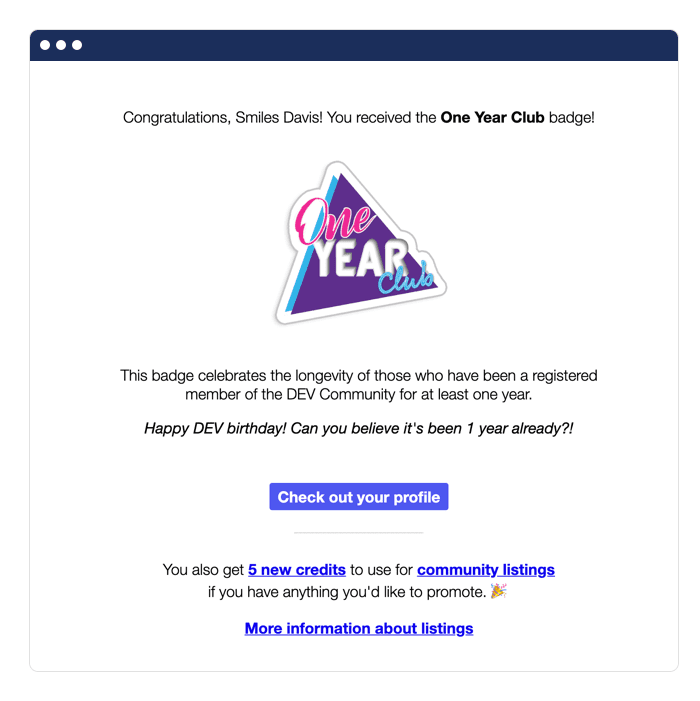 Congratulations, Smiles Davis! You received the One Year Club badge!
One
YEAR
Club
This badge celebrates the longevity of those who have been a registered
member of the DEV Community for at least one year.
Happy DEV birthday! Can you believe it's been 1 year already?!
Check out your profile
You also get 5 new credits to use for community listings
if you have anything you'd like to promote. 🎉
More information about listings